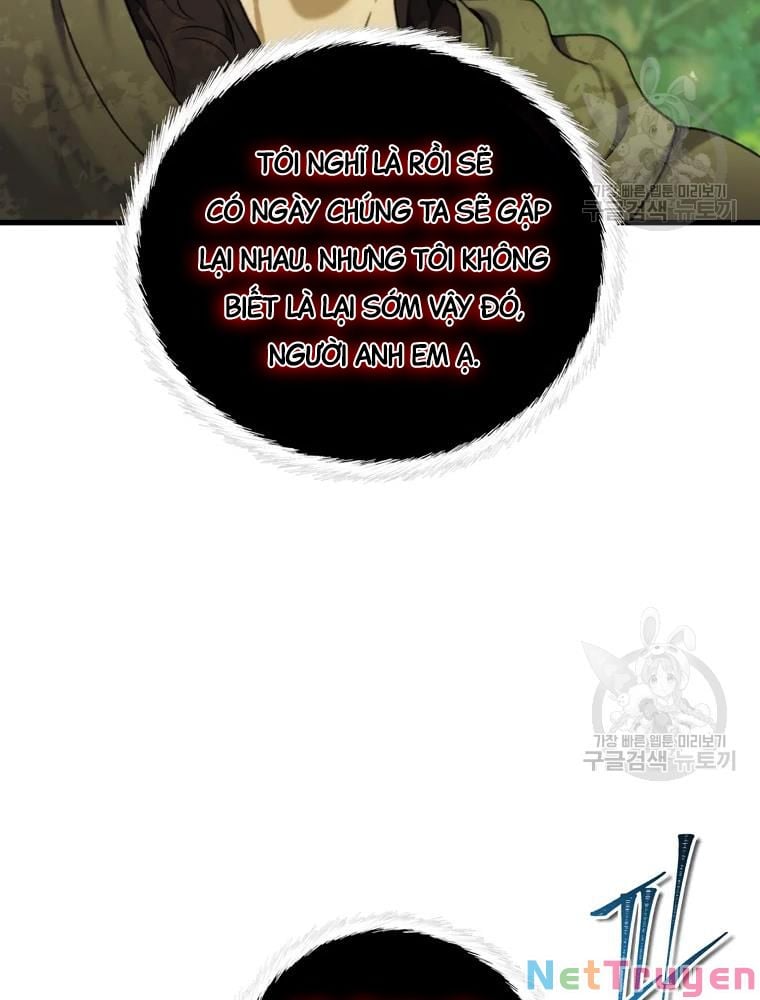 TÔI NGHĨ LÀ RỒI SẼ
CÓ NGÀY CHÚNG TA SẼ GẶP
LẠI NHAU. NHƯNG TÔI KHÔNG
BIẾT LÀ LẠI SỚM VẬY ĐÓ,
NGƯỜI ANH EM Ạ.
가장 빠른 웹툰 미리보기
구글검색 뉴토끼
가장 빠른 웹툰 미리보기
구글검색 뉴토끼
NetTruyen